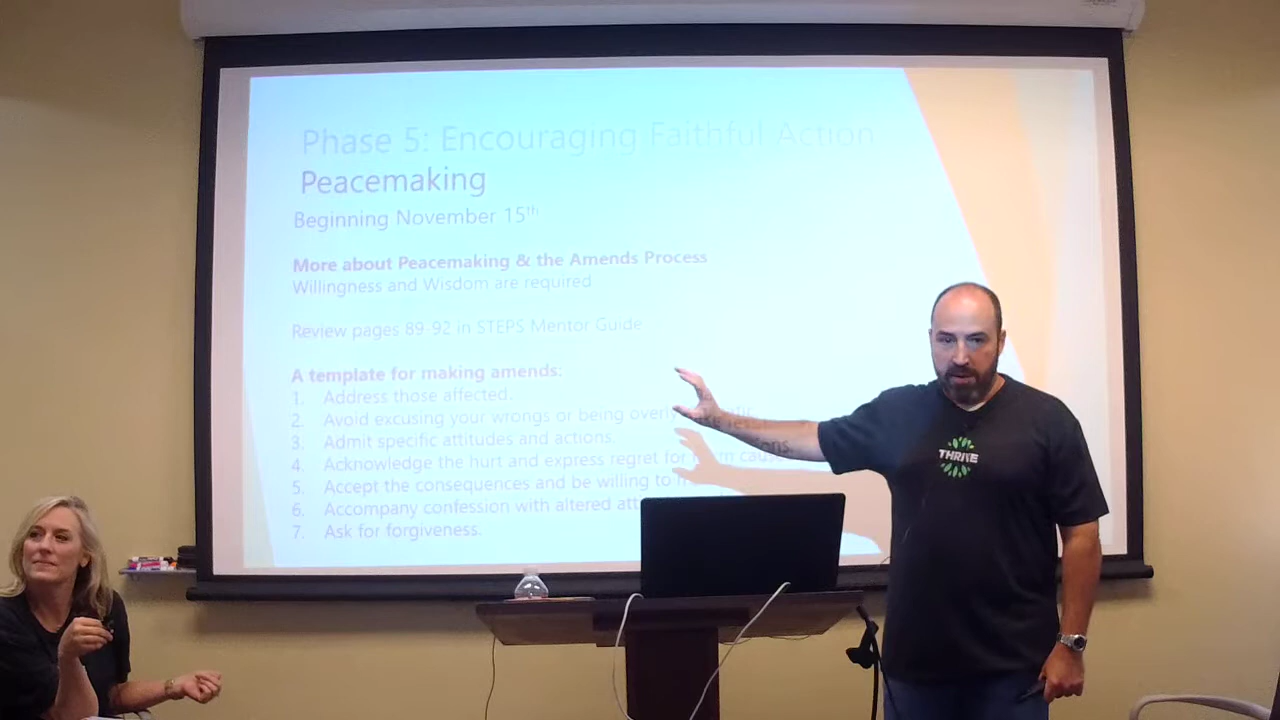 Phase 5: Encouraging Faithful Action
Peacemaking
Beginning November 15th
More about Peacemaking & the Amends Process
Willingness and Wisdom are required
Review pages 89-92 in STEPS Mentor Guide
A template for making amends:
1. Address those affected.
2. Avoid excusing your wrongs or being overly
3. Admit specific attitudes and actions.
4. Acknowledge the hurt and express regret for harm
5. Accept the consequences and be willing to
6. Accompany confession with altered
7. Ask for forgiveness.
THRIVE